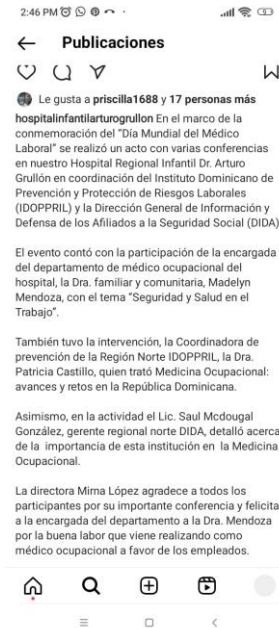 2:46 PM
Publicaciones
Le gusta a priscilla1688 y 17 personas más
hospitalinfantilarturogrullon En el marco de la
conmemoración del "Día Mundial del Médico
Laboral" se realizó un acto con varias conferencias
en nuestro Hospital Regional Infantil Dr. Arturo
Grullón en coordinación del Instituto Dominicano de
Prevención y Protección de Riesgos Laborales
(IDOPPRIL) y la Dirección General de Información y
Defensa de los Afiliados a la Seguridad Social (DIDA)
El evento contó con la participación de la encargada
del departamento de médico ocupacional del
hospital, la Dra. familiar y comunitaria, Madelyn
Mendoza, con el tema "Seguridad y Salud en el
Trabajo".
También tuvo la intervención, la Coordinadora de
prevención de la Región Norte IDOPPRIL, la Dra.
Patricia Castillo, quien trató Medicina Ocupacional:
avances y retos en la República Dominicana.
Asimismo, en la actividad el Lic. Saul Mcdougal
González, gerente regional norte DIDA, detalló acerca
de la importancia de esta institución en la Medicina
Ocupacional.
La directora Mirna López agradece a todos los
participantes por su importante conferencia y felicita
a la encargada del departamento a la Dra. Mendoza
por la buena labor que viene realizando como
médico ocupacional a favor de los empleados.